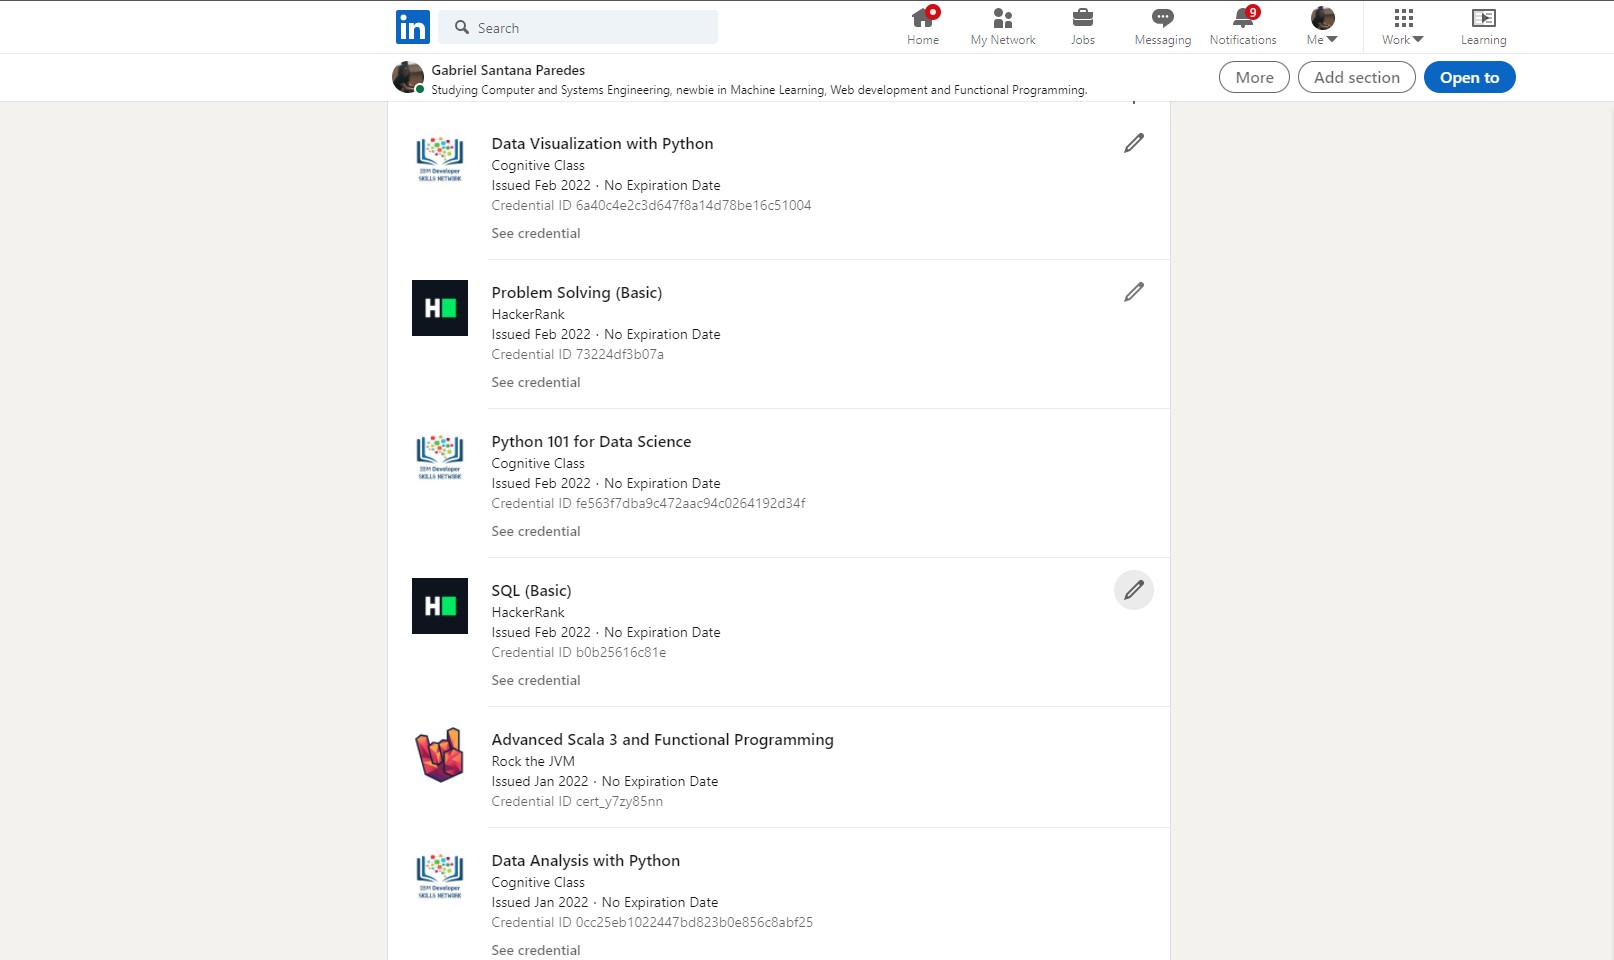 in
Search
Home
My Network
Jobs
Messaging
9
Notifications
Me
Work
Learning
Gabriel Santana Paredes
Studying Computer and Systems Engineering, newbie in Machine Learning, Web development and Functional Programming.
More
Add section
Open to
IBM Developer
SKILLS NETWORK
Data Visualization with Python
Cognitive Class
Issued Feb 2022 · No Expiration Date
Credential ID 6a40c4e2c3d647f8a14d78be16c51004
See credential
H
Problem Solving (Basic)
HackerRank
Issued Feb 2022 · No Expiration Date
Credential ID 73224df3b07a
See credential
IBM Developer
SKILLS NETWORK
Python 101 for Data Science
Cognitive Class
Issued Feb 2022 · No Expiration Date
Credential ID fe563f7dba9c472aac94c0264192d34f
See credential
H
SQL (Basic)
HackerRank
Issued Feb 2022 · No Expiration Date
Credential ID b0b25616c81e
See credential
Advanced Scala 3 and Functional Programming
Rock the JVM
Issued Jan 2022 · No Expiration Date
Credential ID cert_y7zy85nn
IBM Developer
SKILLS NETWORK
Data Analysis with Python
Cognitive Class
Issued Jan 2022 · No Expiration Date
Credential ID 0cc25eb1022447bd823b0e856c8abf25
See credential